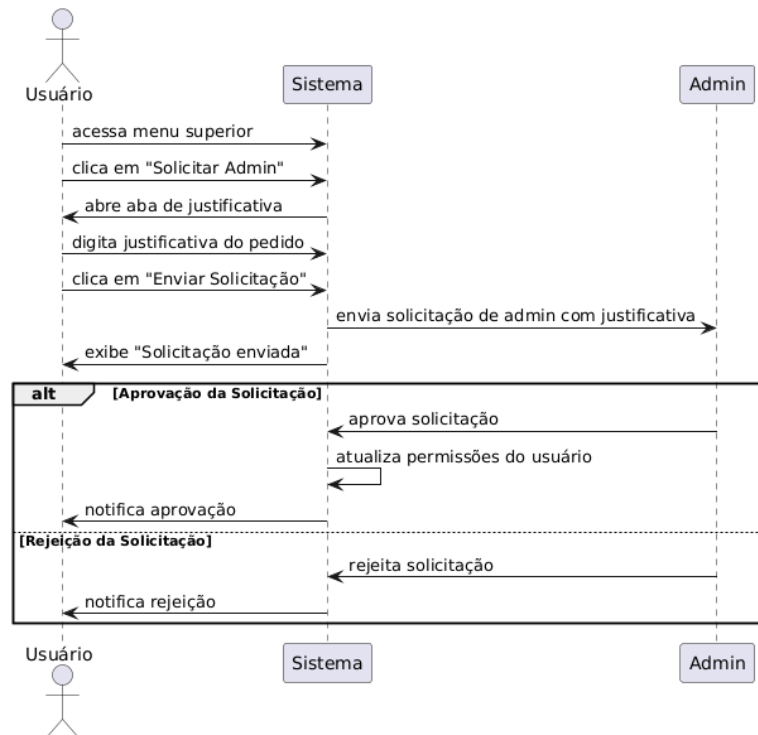 Usuário
Sistema
Admin
acessa menu superior
clica em "Solicitar Admin"
abre aba de justificativa
digita justificativa do pedido
clica em "Enviar Solicitação"
envia solicitação de admin com justificativa
exibe "Solicitação enviada"
alt [Aprovação da Solicitação]
aprova solicitação
atualiza permissões do usuário
notifica aprovação
[Rejeição da Solicitação]
rejeita solicitação
notifica rejeição
Usuário
Sistema
Admin